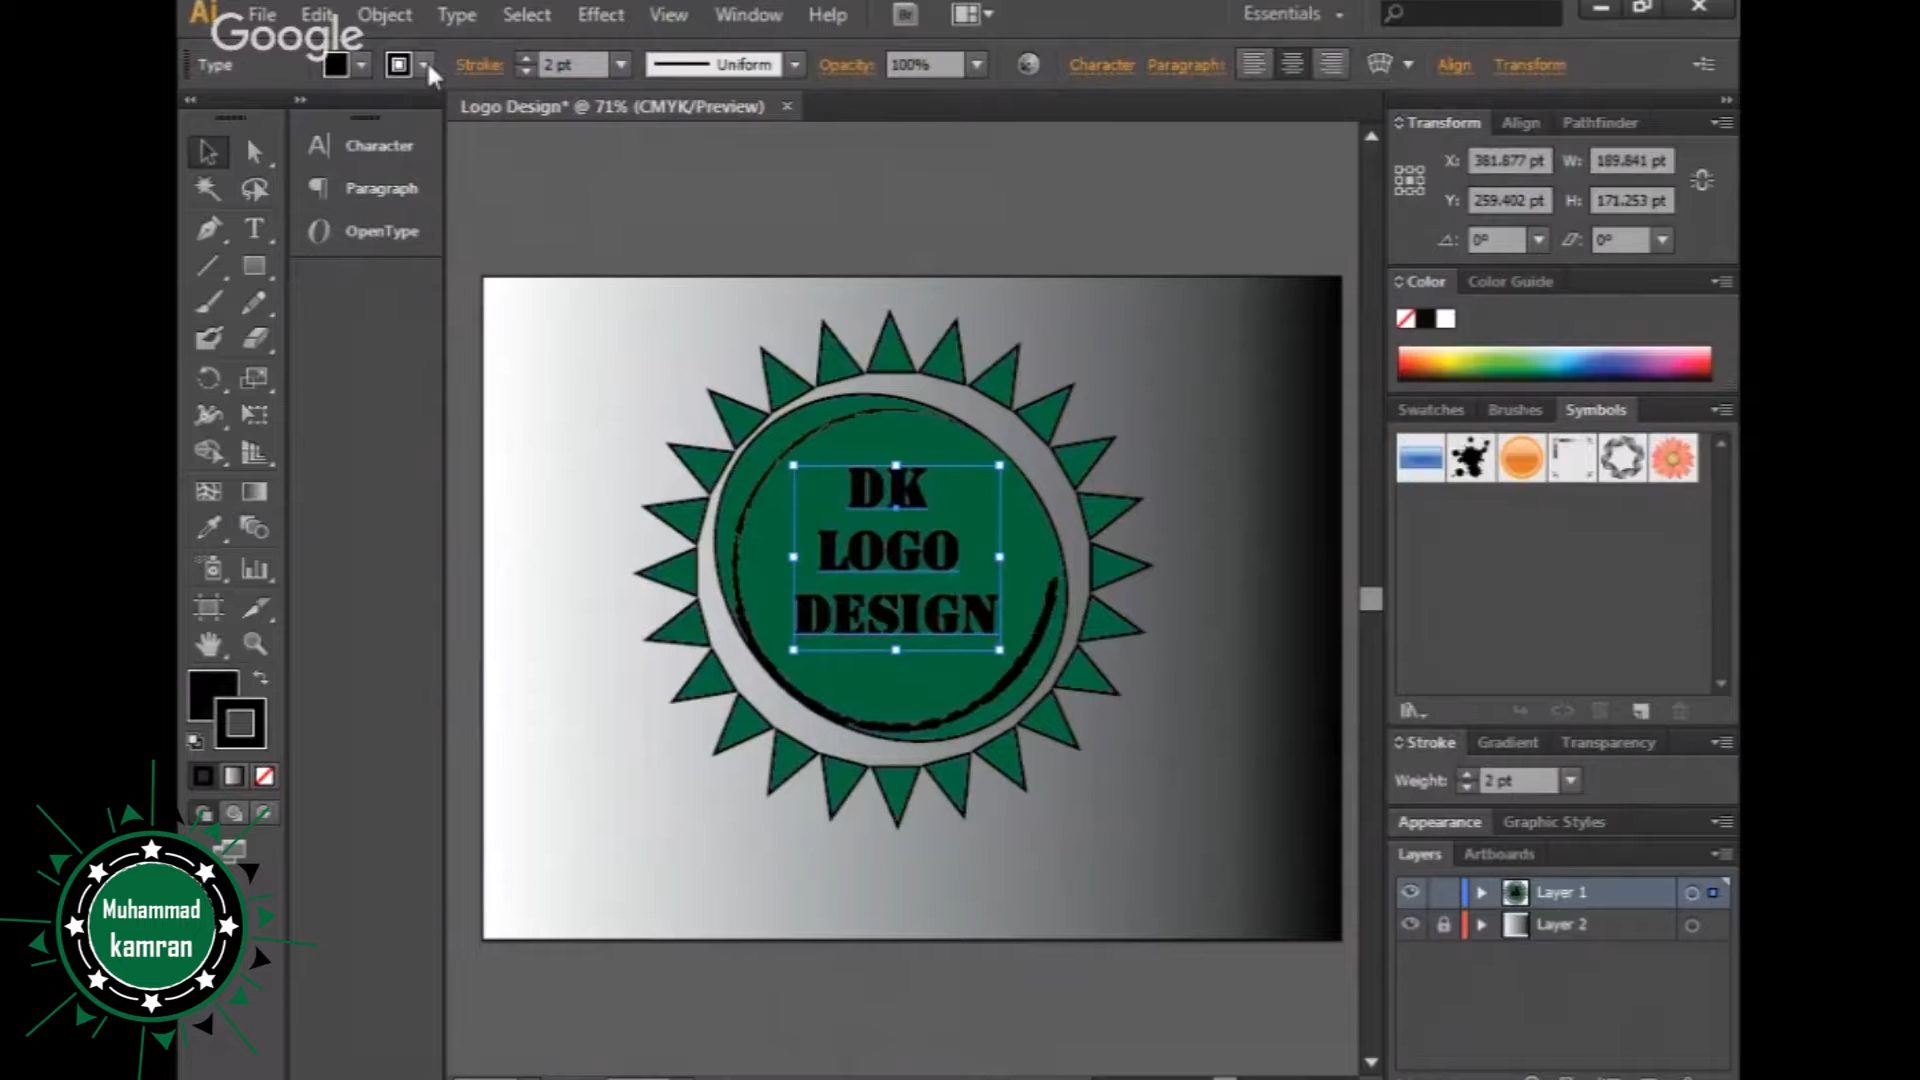 Ai File Edit Object Type Select Effect View Window Help Br Essentials
Google
Type Stroke: 2 pt Uniform Opacity: 100% Character Paragraph: Align Transform
Logo Design* @ 71% (CMYK/Preview)
Character
Paragraph
OpenType
DK
LOGO
DESIGN
Transform Align Pathfinder
X: 381.877 pt W: 189.841 pt
Y: 259.402 pt H: 171.253 pt
0° 0°
Color Color Guide
Swatches Brushes Symbols
Stroke Gradient Transparency
Weight: 2 pt
Appearance Graphic Styles
Layers Artboards
Layer 1
Layer 2
Muhammad
kamran